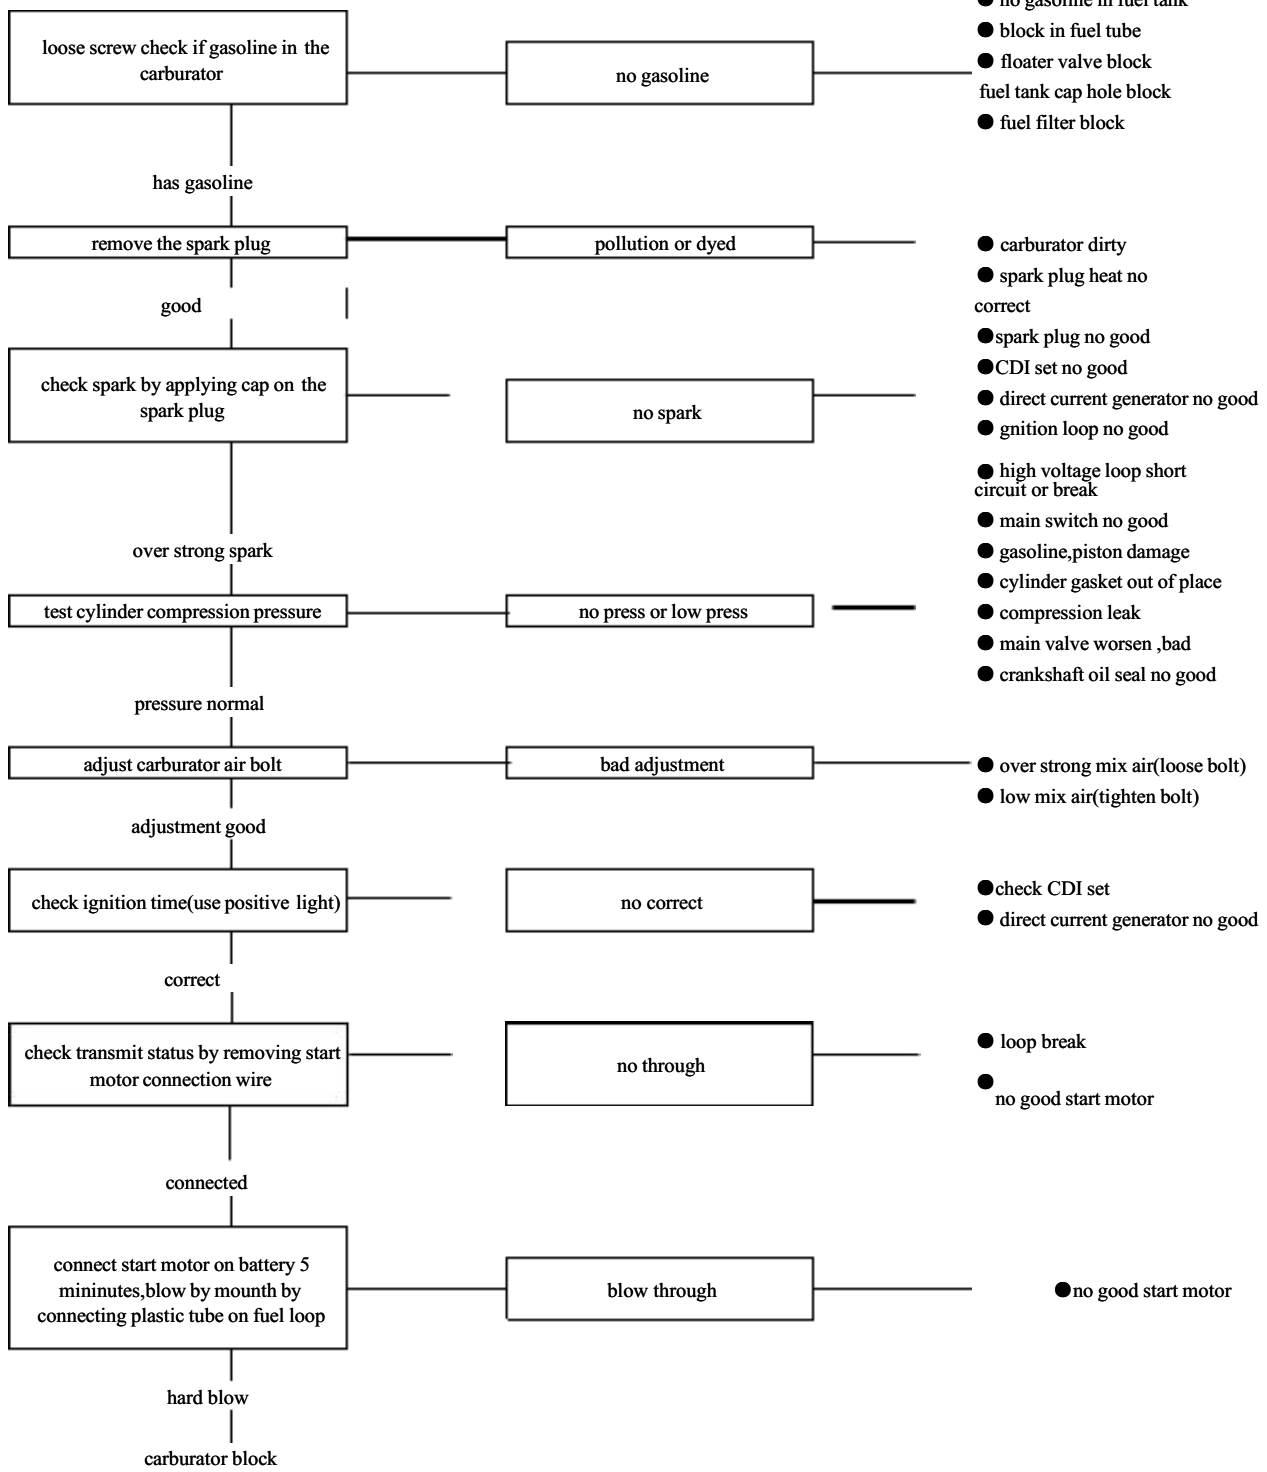 no gasoline in fuel tank
loose screw check if gasoline in the
carburator
no gasoline
● block in fuel tube
● floater valve block
fuel tank cap hole block
● fuel filter block
has gasoline
remove the spark plug
pollution or dyed
● carburator dirty
● spark plug heat no
correct
good
●spark plug no good
check spark by applying cap on the
spark plug
no spark
●CDI set no good
● direct current generator no good
● gnition loop no good
● high voltage loop short
circuit or break
over strong spark
● main switch no good
● gasoline,piston damage
● cylinder gasket out of place
test cylinder compression pressure
no press or low press
● compression leak
● main valve worsen ,bad
● crankshaft oil seal no good
pressure normal
adjust carburator air bolt
bad adjustment
● over strong mix air(loose bolt)
● low mix air(tighten bolt)
adjustment good
check ignition time(use positive light)
no correct
●check CDI set
● direct current generator no good
correct
check transmit status by removing start
motor connection wire
no through
● loop break
● no good start motor
connected
connect start motor on battery 5
mininutes,blow by mounth by
connecting plastic tube on fuel loop
blow through
●no good start motor
hard blow
carburator block